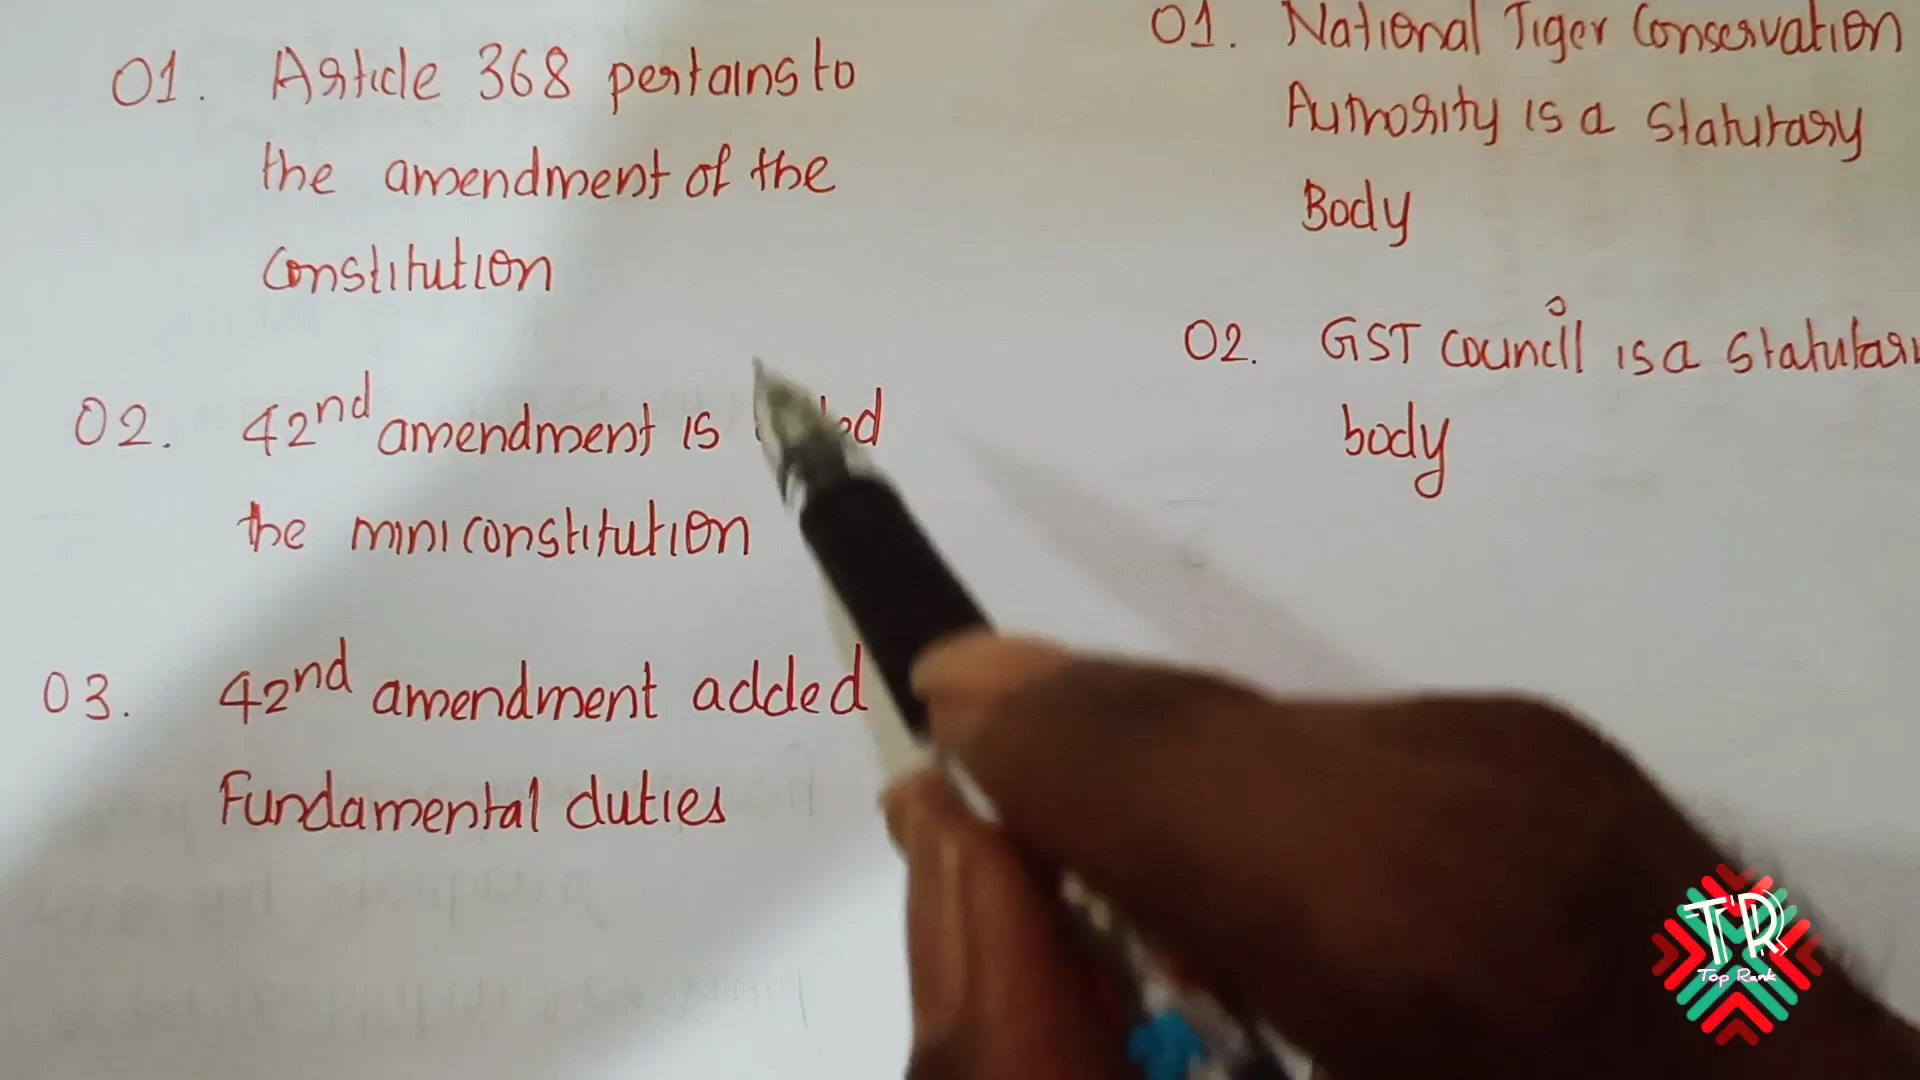 01. Article 368 pertains to
the amendment of the
Constitution
02. 42nd amendment is
the mini constitution
03. 42nd amendment added
Fundamental duties
01. National Tiger Conservation
Authority is a Statutary
Body
02. GST Council is a Statutary
body
TR
Top Rank